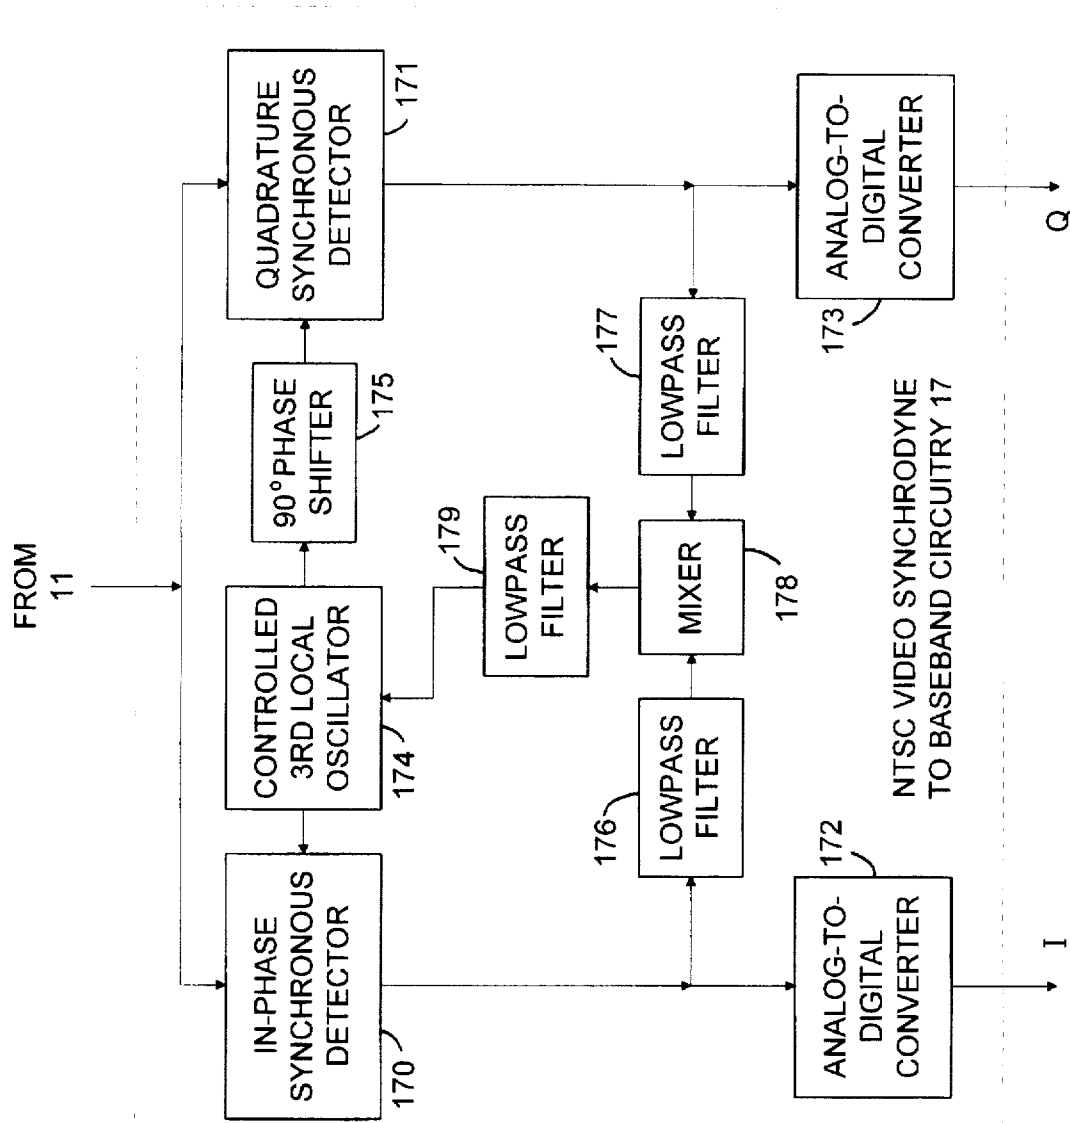 FROM
11
IN-PHASE
SYNCHRONOUS
DETECTOR
170
CONTROLLED
3RD LOCAL
OSCILLATOR
174
90° PHASE
SHIFTER
175
QUADRATURE
SYNCHRONOUS
DETECTOR
171
LOWPASS
FILTER
179
LOWPASS
FILTER
176
MIXER
178
LOWPASS
FILTER
177
ANALOG-TO-
DIGITAL
CONVERTER
172
ANALOG-TO-
DIGITAL
CONVERTER
173
NTSC VIDEO SYNCHRODYNE
TO BASEBAND CIRCUITRY 17
I
Q